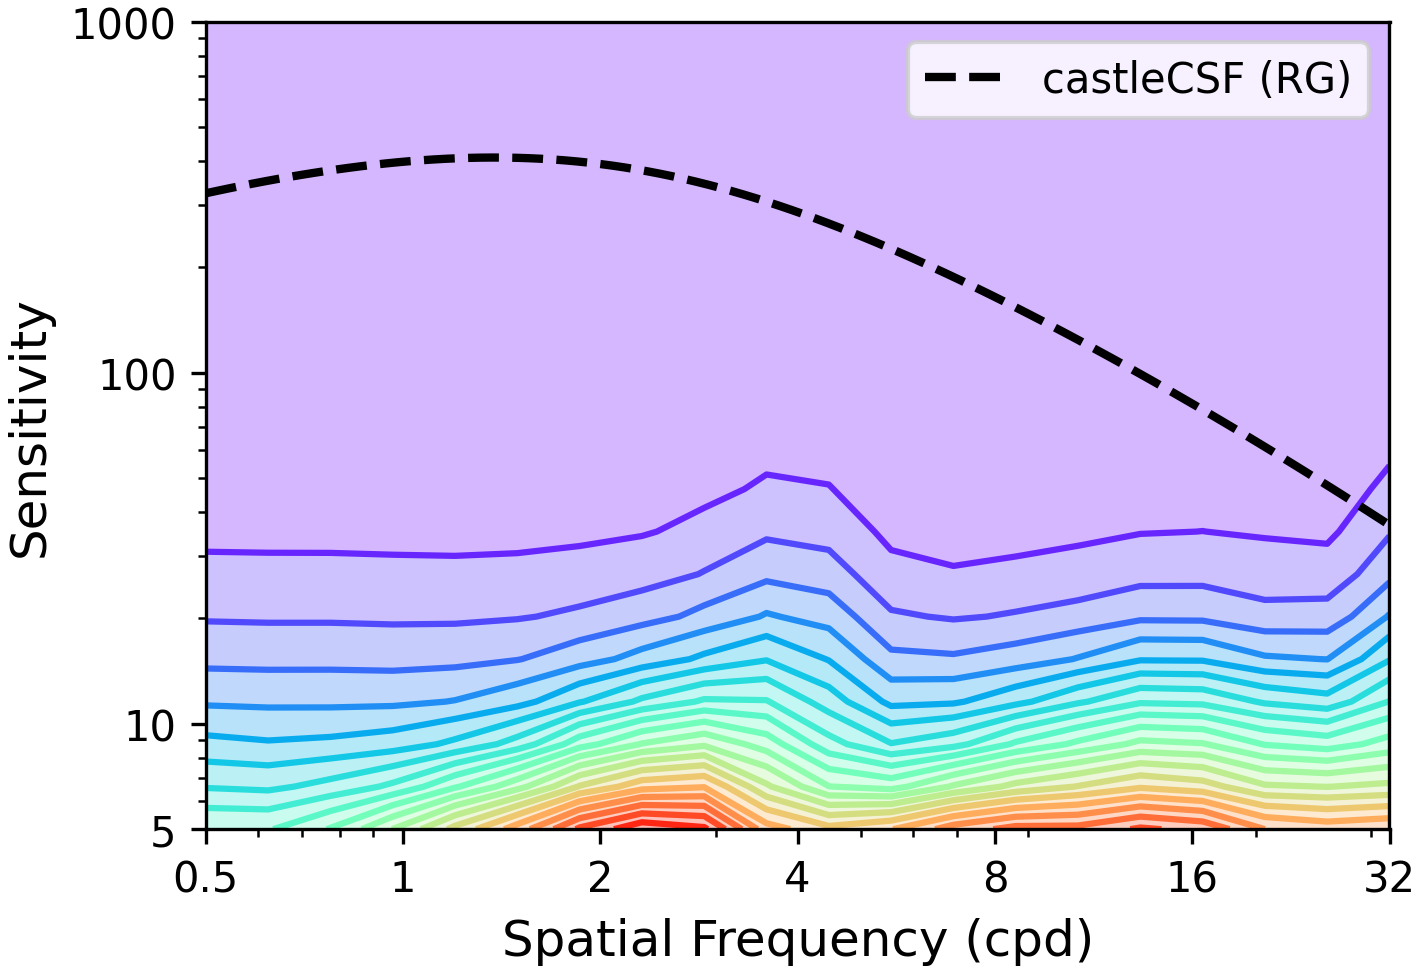 1000
castleCSF (RG)
100
10
5
Sensitivity
0.5 1 2 4 8 16 32
Spatial Frequency (cpd)